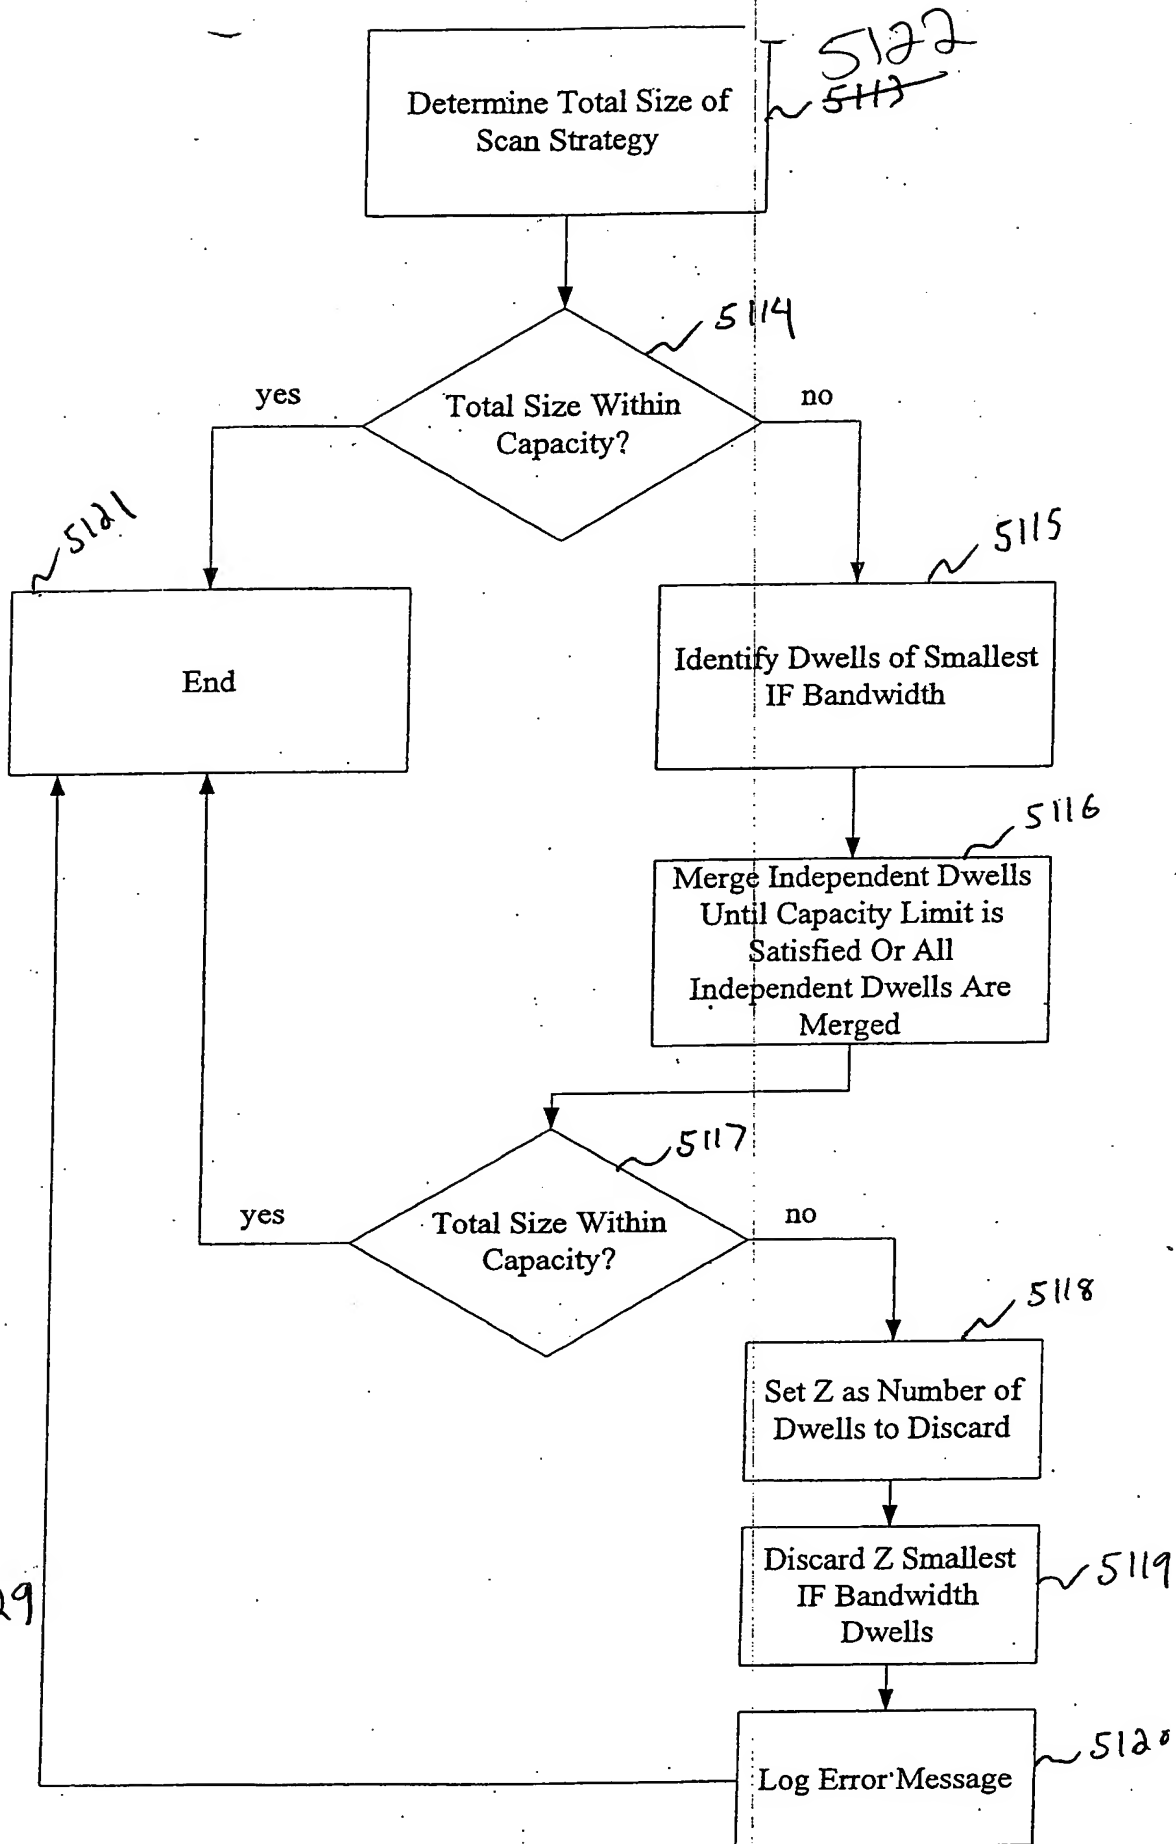 5122
Determine Total Size of
Scan Strategy
5113
5114
yes
Total Size Within
Capacity?
no
5121
5115
End
Identify Dwells of Smallest
IF Bandwidth
5116
Merge Independent Dwells
Until Capacity Limit is
Satisfied Or All
Independent Dwells Are
Merged
5117
yes
Total Size Within
Capacity?
no
5118
Set Z as Number of
Dwells to Discard
Discard Z Smallest
IF Bandwidth
Dwells
5119
29
Log Error Message
5120